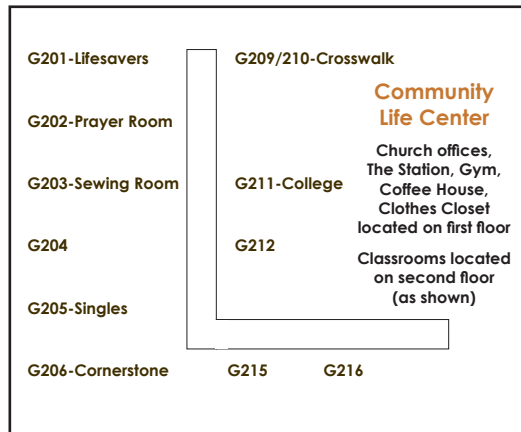 G201-Lifesavers
G202-Prayer Room
G203-Sewing Room
G204
G205-Singles
G206-Cornerstone
G209/210-Crosswalk
G211-College
G212
G215
G216
Community
Life Center
Church offices,
The Station, Gym,
Coffee House,
Clothes Closet
located on first floor
Classrooms located
on second floor
(as shown)